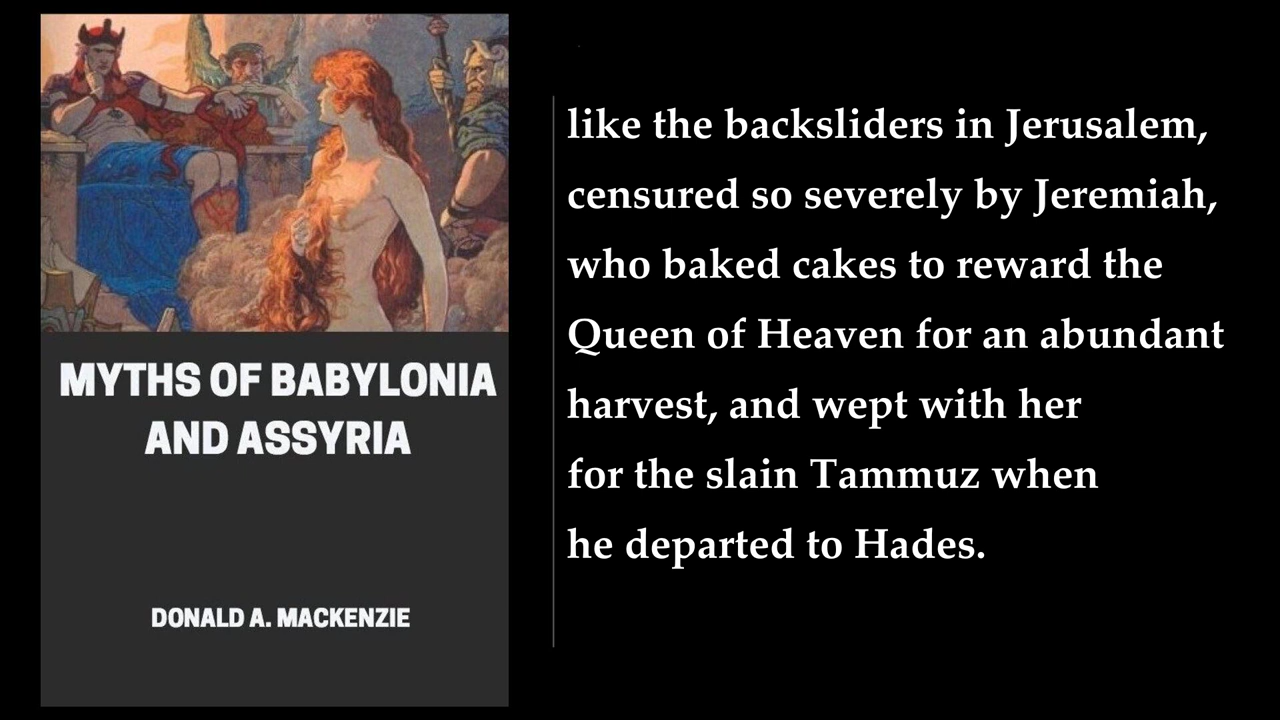 MYTHS OF BABYLONIA
AND ASSYRIA
DONALD A. MACKENZIE
like the backsliders in Jerusalem,
censured so severely by Jeremiah,
who baked cakes to reward the
Queen of Heaven for an abundant
harvest, and wept with her
for the slain Tammuz when
he departed to Hades.